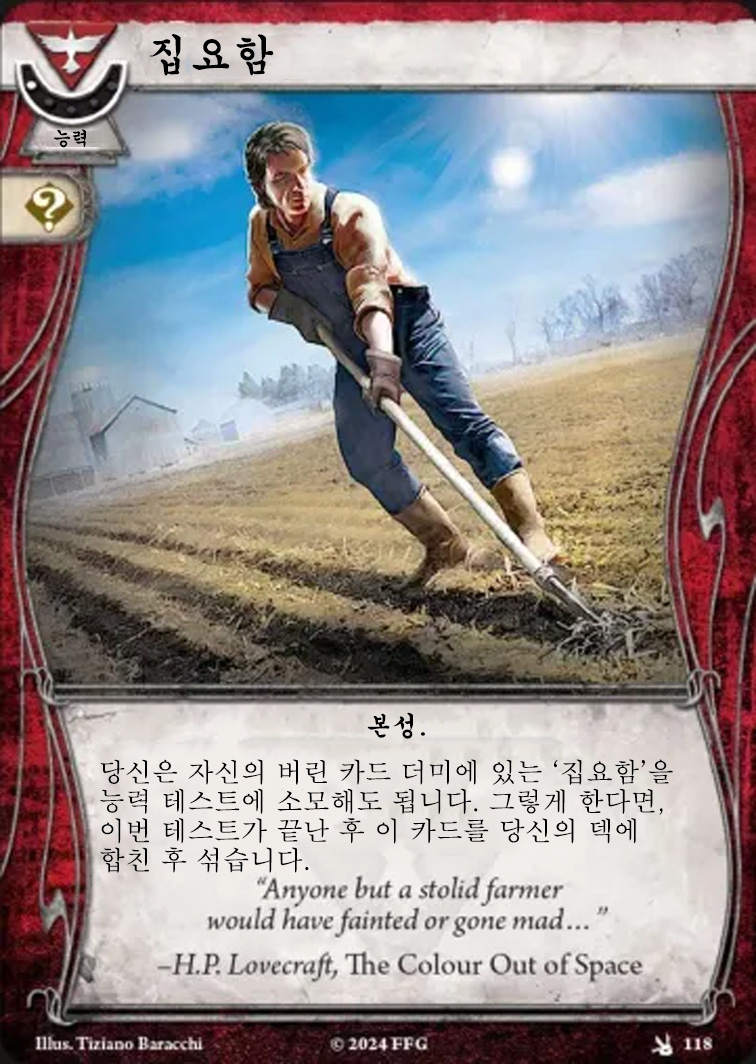 집요함
능력
?
본성.
당신은 자신의 버린 카드 더미에 있는 ‘집요함’을
능력 테스트에 소모해도 됩니다. 그렇게 한다면,
이번 테스트가 끝난 후 이 카드를 당신의 덱에
합친 후 섞습니다.
“Anyone but a stolid farmer
would have fainted or gone mad…”
–H.P. Lovecraft, The Colour Out of Space
Illus. Tiziano Baracchi © 2024 FFG 118